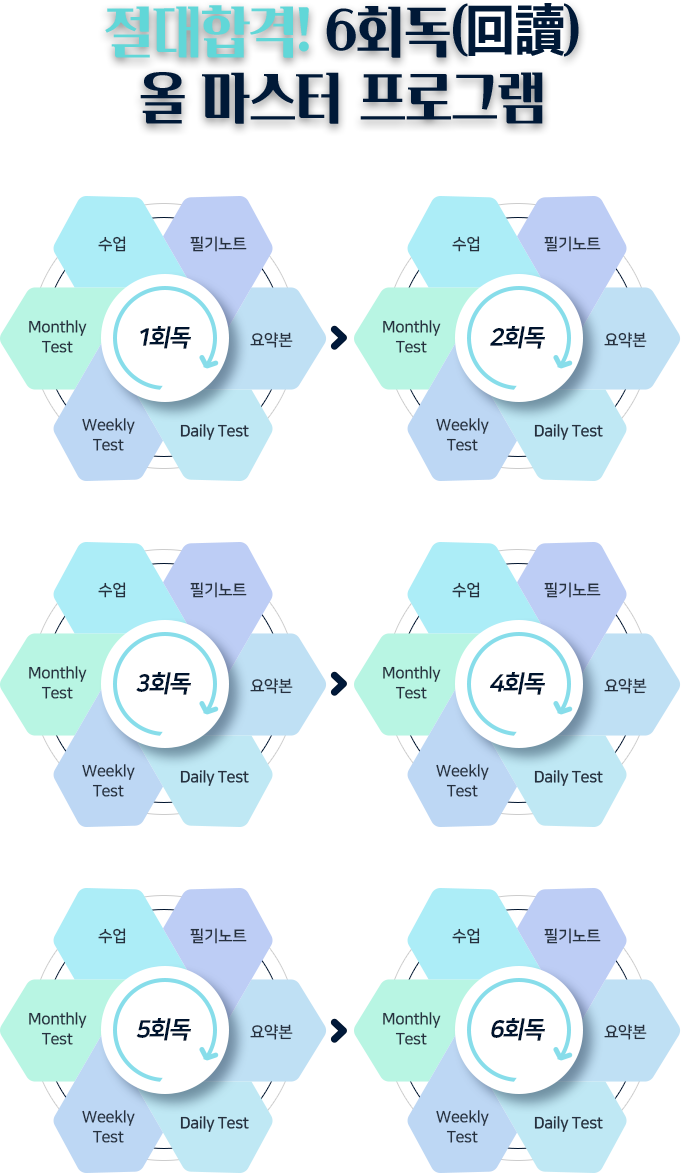 절대합격! 6회독(回讀)
올 마스터 프로그램
수업
필기노트
Monthly
Test
1회독
요약본
Weekly
Test
Daily Test
수업
필기노트
Monthly
Test
2회독
요약본
Weekly
Test
Daily Test
수업
필기노트
Monthly
Test
3회독
요약본
Weekly
Test
Daily Test
수업
필기노트
Monthly
Test
4회독
요약본
Weekly
Test
Daily Test
수업
필기노트
Monthly
Test
5회독
요약본
Weekly
Test
Daily Test
수업
필기노트
Monthly
Test
6회독
요약본
Weekly
Test
Daily Test